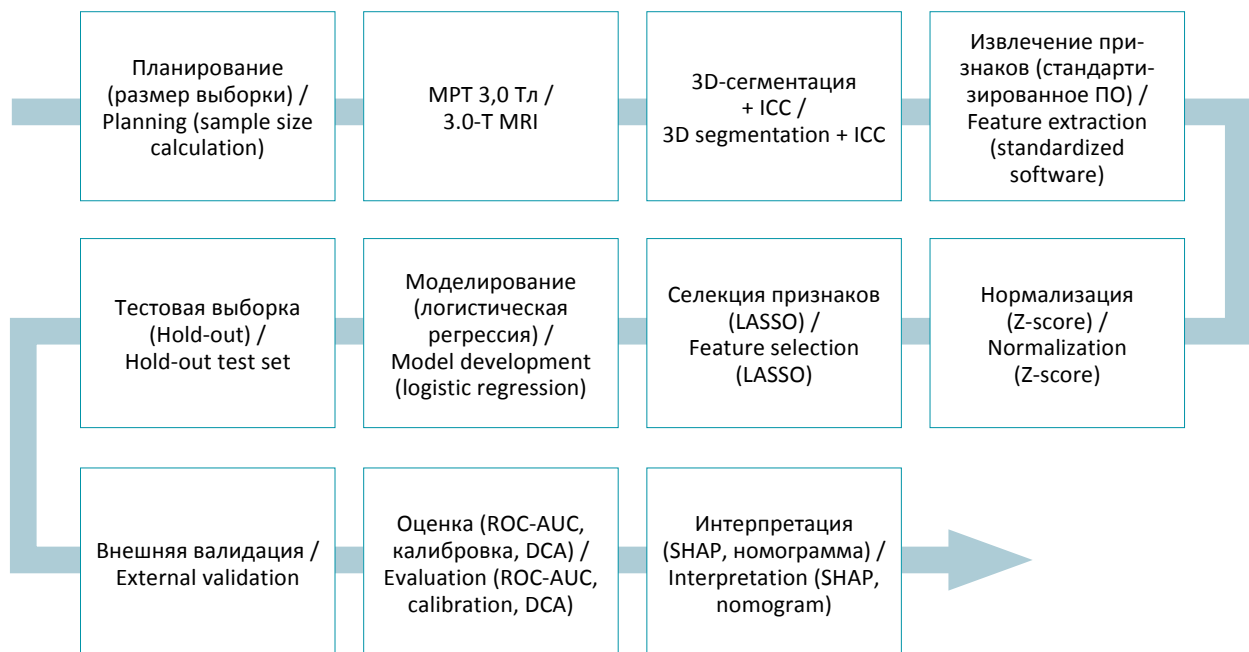 Планирование
(размер выборки) /
Planning (sample size
calculation)
МРТ 3,0 Тл /
3.0-T MRI
3D-сегментация
+ ICC /
3D segmentation + ICC
Извлечение при-
знаков (стандарти-
зированное ПО) /
Feature extraction
(standardized
software)
Нормализация
(Z-score) /
Normalization
(Z-score)
Селекция признаков
(LASSO) /
Feature selection
(LASSO)
Моделирование
(логистическая
регрессия) /
Model development
(logistic regression)
Тестовая выборка
(Hold-out) /
Hold-out test set
Внешняя валидация /
External validation
Оценка (ROC-AUC,
калибровка, DCA) /
Evaluation (ROC-AUC,
calibration, DCA)
Интерпретация
(SHAP, номограмма) /
Interpretation (SHAP,
nomogram)